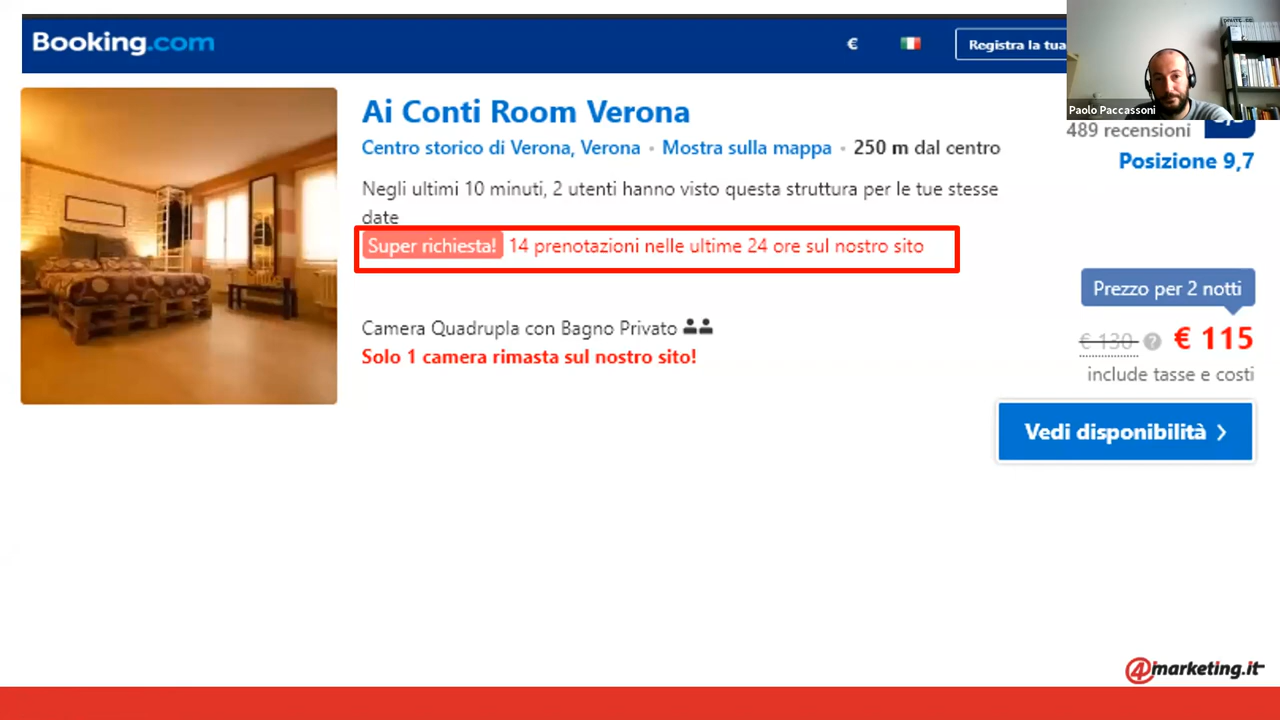 Booking.com
€
Registra la tua
Paolo Paccassoni
Ai Conti Room Verona
489 recensioni
Centro storico di Verona, Verona • Mostra sulla mappa • 250 m dal centro
Posizione 9,7
Negli ultimi 10 minuti, 2 utenti hanno visto questa struttura per le tue stesse
date
Super richiesta! 14 prenotazioni nelle ultime 24 ore sul nostro sito
Prezzo per 2 notti
Camera Quadrupla con Bagno Privato
€ 130 ? € 115
Solo 1 camera rimasta sul nostro sito!
include tasse e costi
Vedi disponibilità
4marketing.it